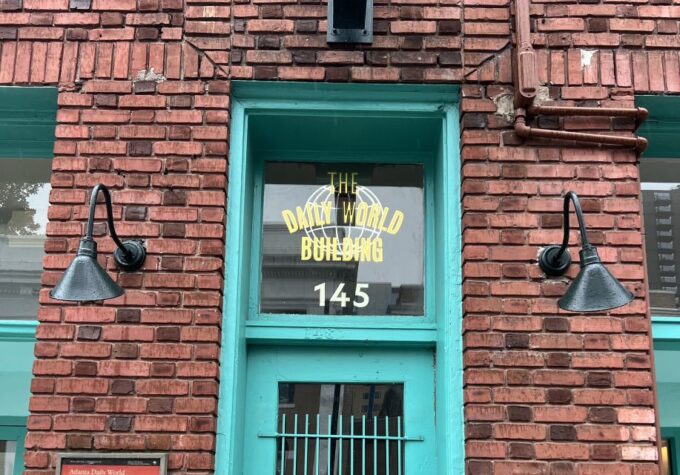 THE
DAILY WORLD
BUILDING
145
Atlanta Daily World